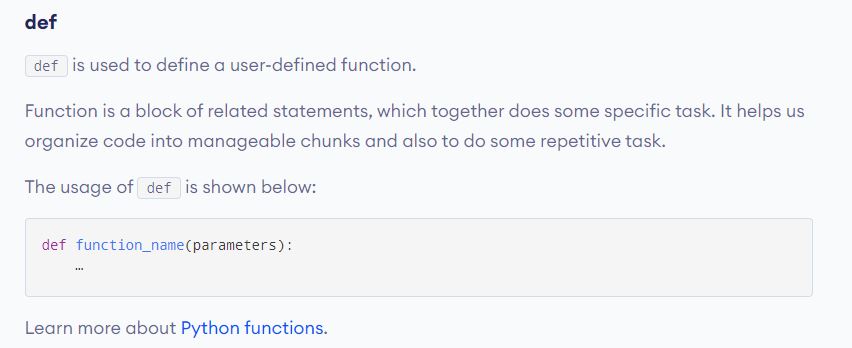 def
def is used to define a user-defined function.
Function is a block of related statements, which together does some specific task. It helps us
organize code into manageable chunks and also to do some repetitive task.
The usage of def is shown below:
def function_name(parameters):
    …
Learn more about Python functions.